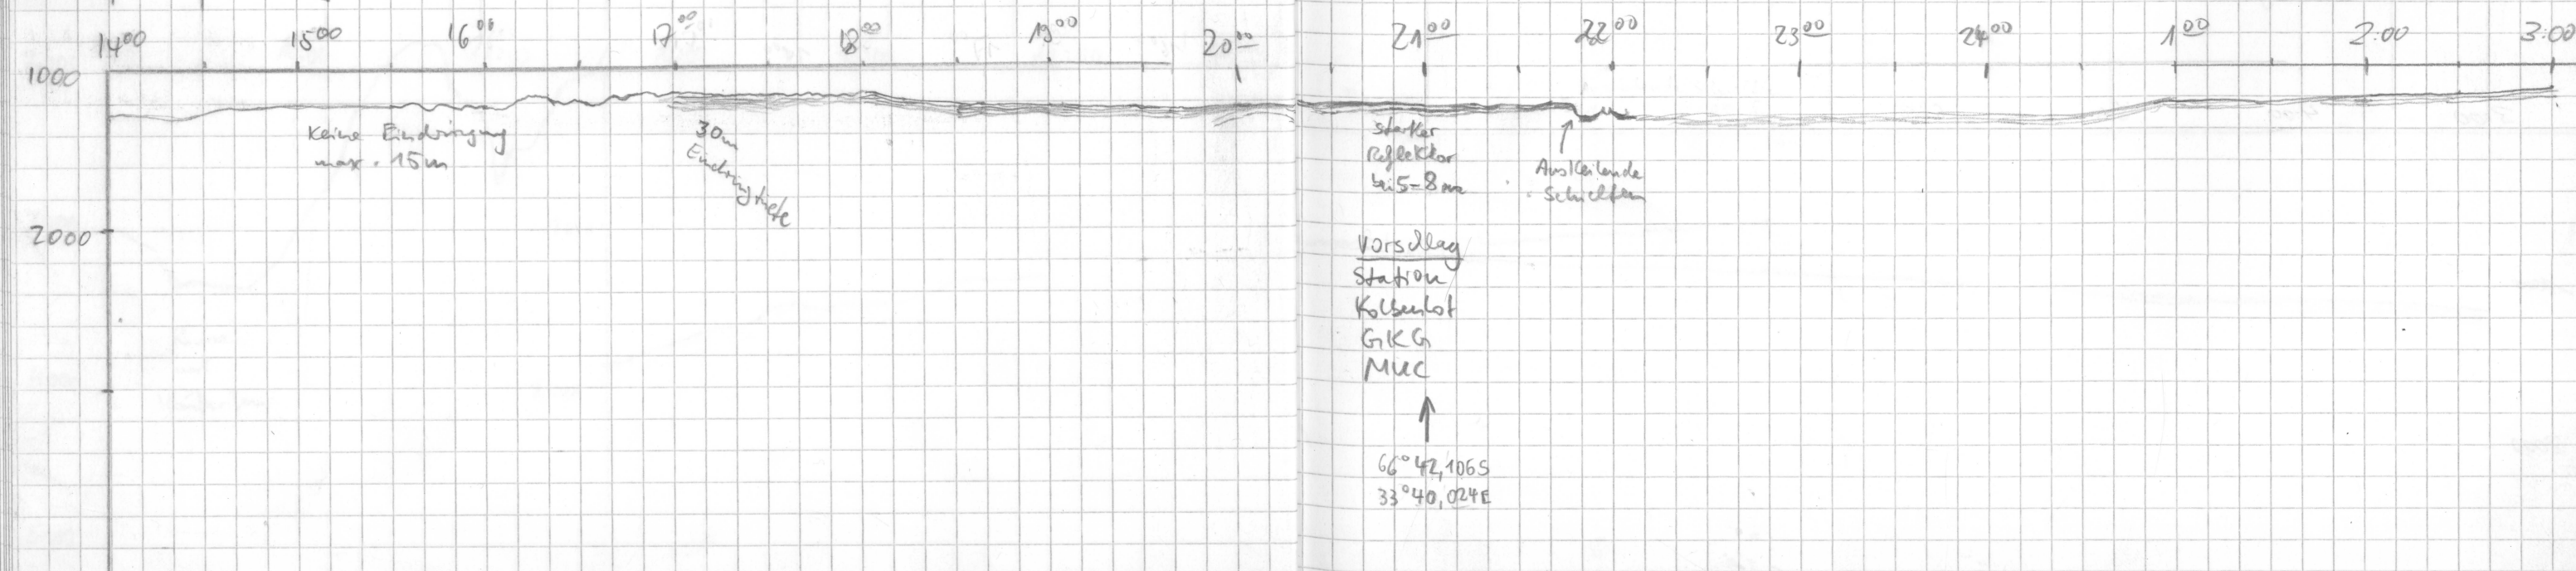 14⁰⁰ 15⁰⁰ 16⁰⁰ 17⁰⁰ 18⁰⁰ 19⁰⁰ 20⁰⁰ 21⁰⁰ 22⁰⁰ 23⁰⁰ 24⁰⁰ 1⁰⁰ 2:00 3:00
1000
Keine Eindringung
max. 15m
30m
Eindringtiefe
starker
Reflektor
bei 5-8m
Auskeilende
Schichten
2000
Vorschlag
Station
Kolbenlot
GKG
MUC
66°42,106S
33°40,024E